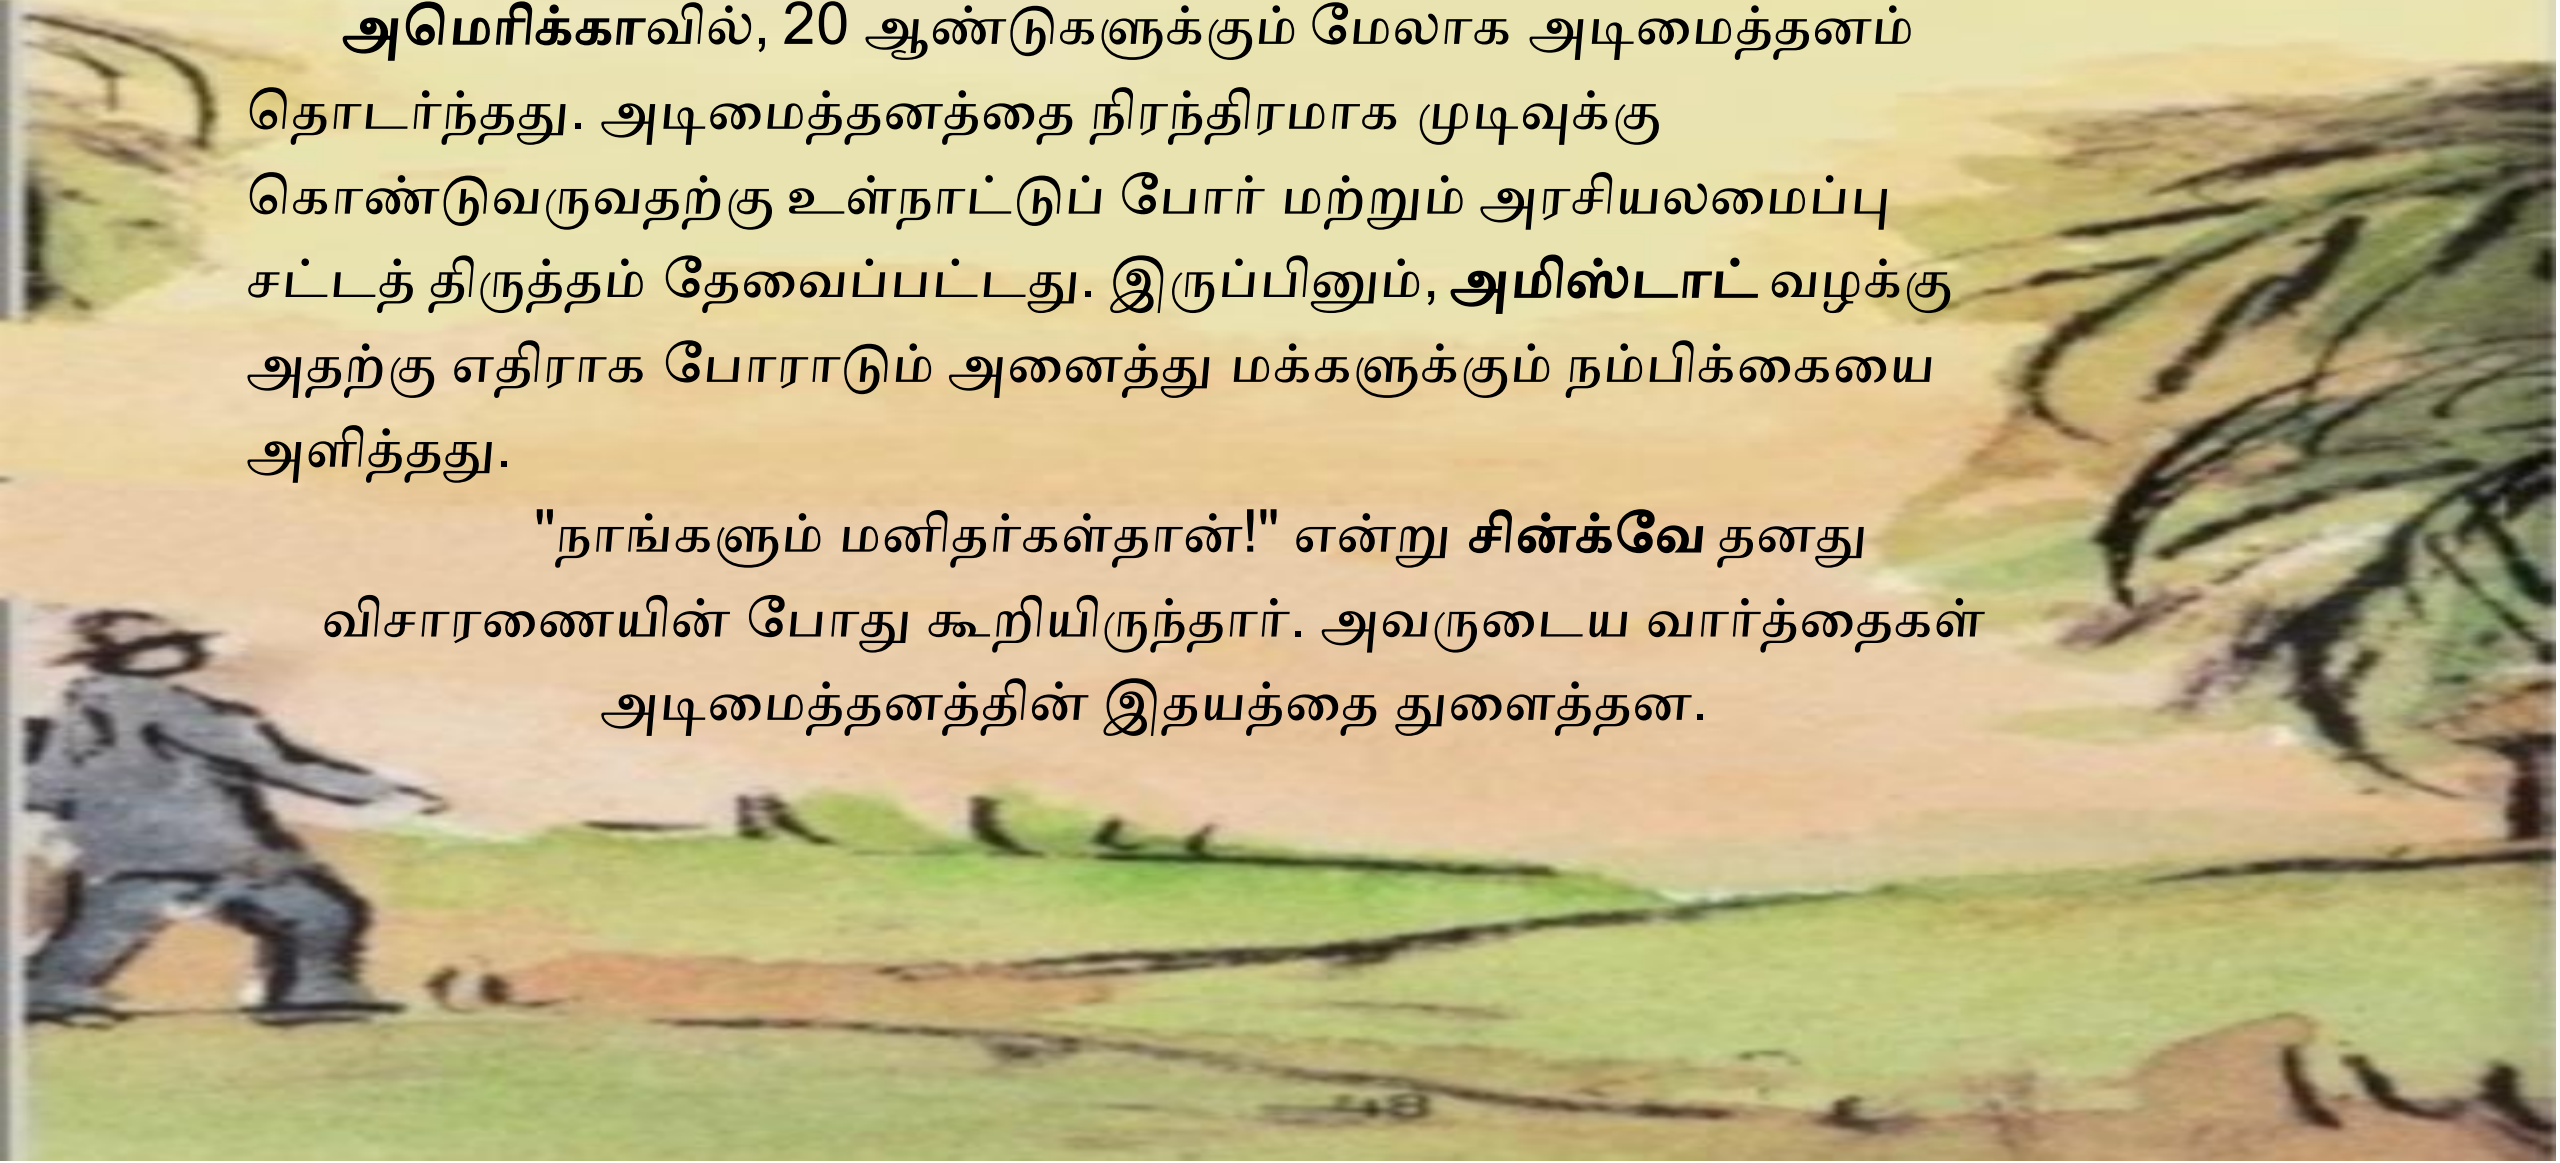 அமெரிக்காவில், 20 ஆண்டுகளுக்கும் மேலாக அடிமைத்தனம்
தொடர்ந்தது. அடிமைத்தனத்தை நிரந்திரமாக முடிவுக்கு
கொண்டுவருவதற்கு உள்நாட்டுப் போர் மற்றும் அரசியலமைப்பு
சட்டத் திருத்தம் தேவைப்பட்டது. இருப்பினும், அமிஸ்டாட் வழக்கு
அதற்கு எதிராக போராடும் அனைத்து மக்களுக்கும் நம்பிக்கையை
அளித்தது.
"நாங்களும் மனிதர்கள்தான்!" என்று சின்க்வே தனது
விசாரணையின் போது கூறியிருந்தார். அவருடைய வார்த்தைகள்
அடிமைத்தனத்தின் இதயத்தை துளைத்தன.
48